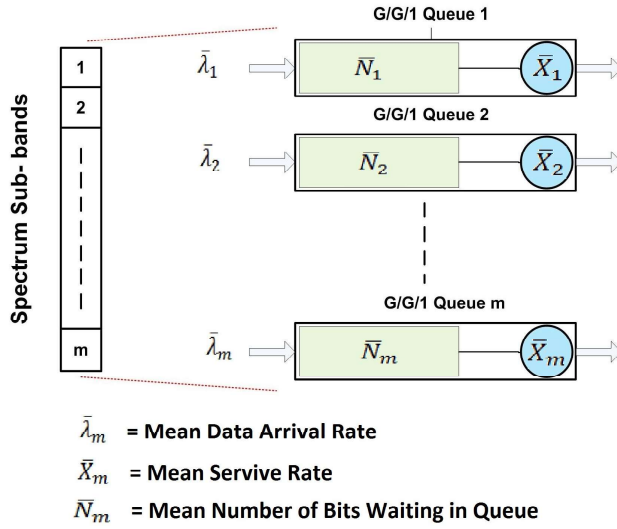 G/G/1 Queue 1
Spectrum Sub- bands
1
2
m
λ̄₁ N̄₁ X̄₁
G/G/1 Queue 2
λ̄₂ N̄₂ X̄₂
G/G/1 Queue m
λ̄ₘ N̄ₘ X̄ₘ
λ̄ₘ = Mean Data Arrival Rate
X̄ₘ = Mean Servive Rate
N̄ₘ = Mean Number of Bits Waiting in Queue